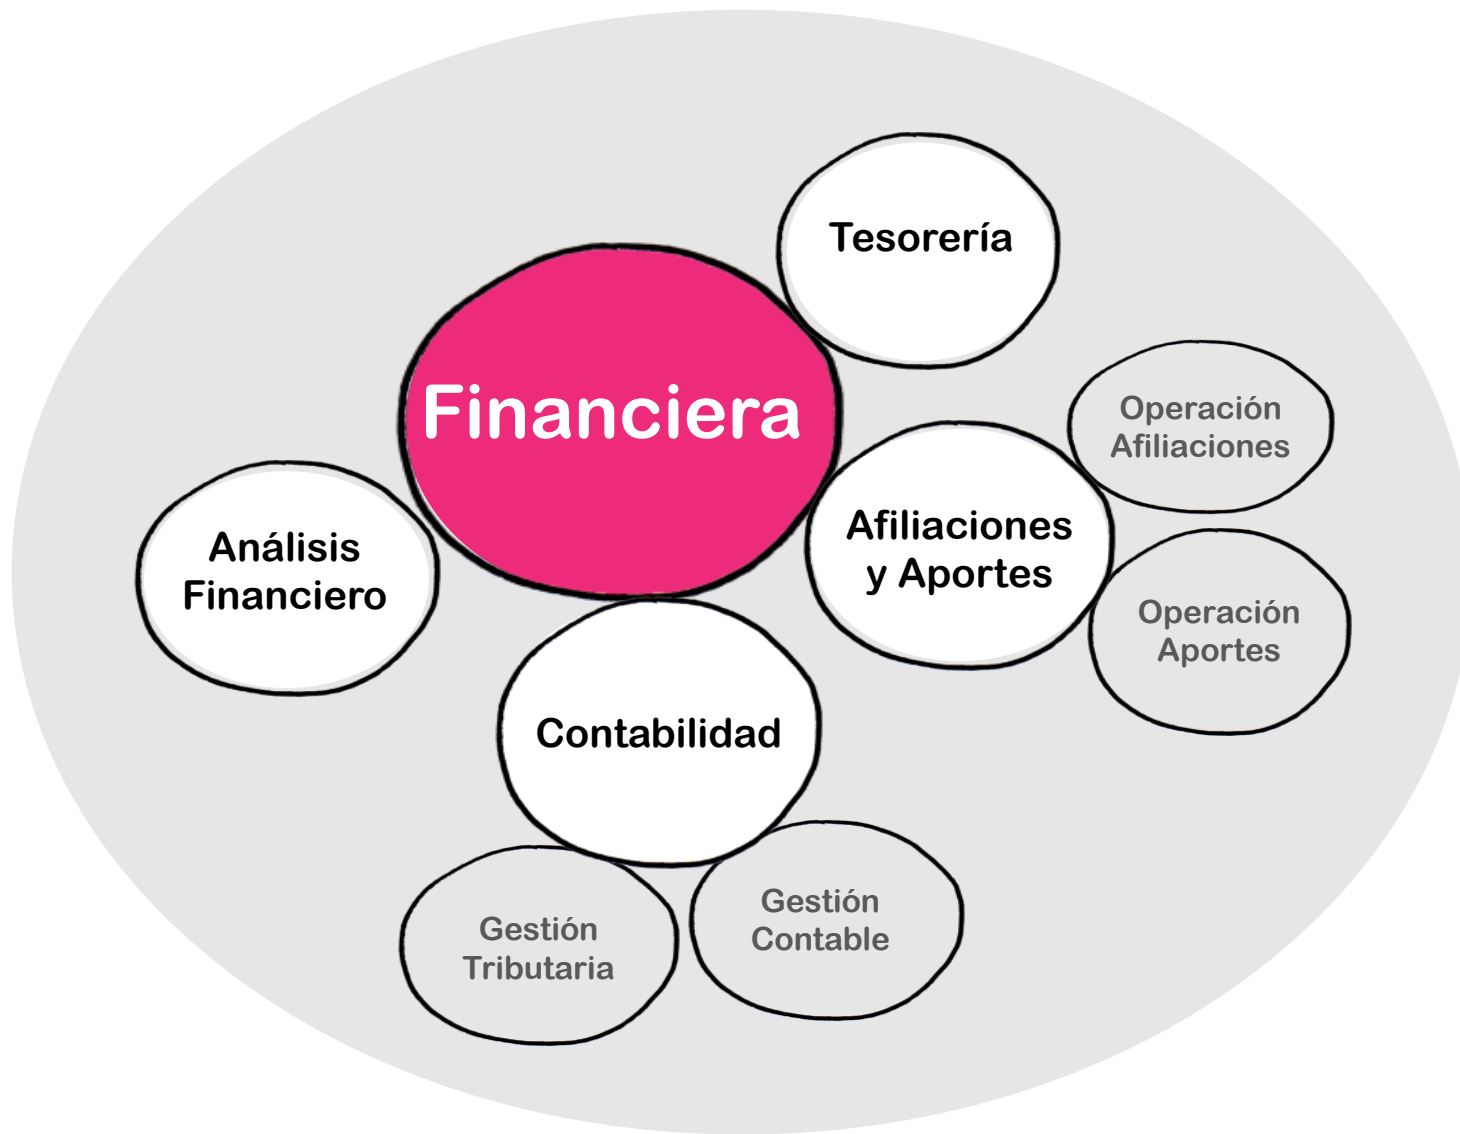 Tesorería
Financiera
Operación
Afiliaciones
Afiliaciones
y Aportes
Análisis
Financiero
Operación
Aportes
Contabilidad
Gestión
Contable
Gestión
Tributaria